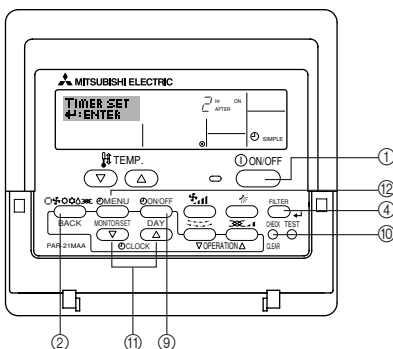 MITSUBISHI ELECTRIC
TIMER SET
↵:ENTER
2 Hr ON
AFTER
SIMPLE
TEMP.
ON/OFF
①
⑫
MENU
ON/OFF
FILTER
④
BACK
MONITOR/SET
DAY
CHECK TEST
⑩
PAR-21MAA
CLOCK
OPERATION
CLEAR
②
⑪
⑨